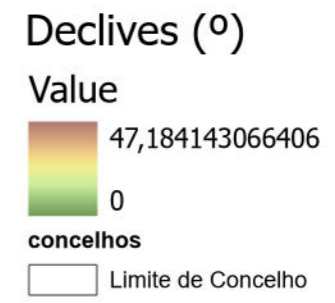 Declives (º)
Value
47,184143066406
0
concelhos
Limite de Concelho